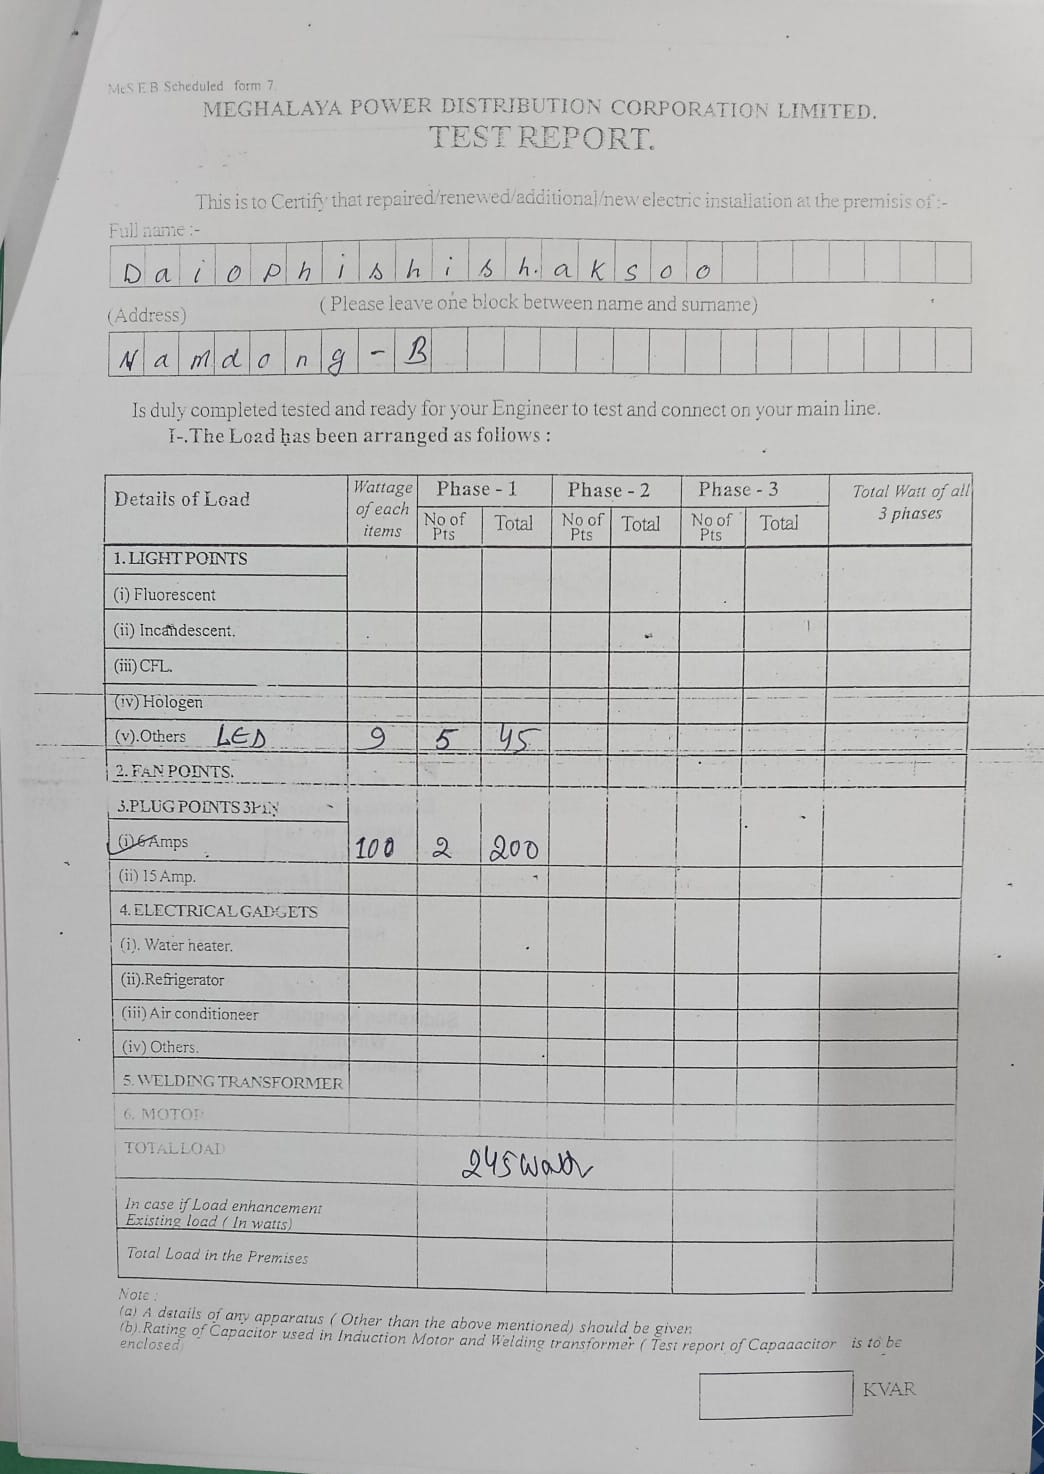 MeS.E.B Scheduled form 7.
MEGHALAYA POWER DISTRIBUTION CORPORATION LIMITED.
TEST REPORT.
This is to Certify that repaired/renewed/additional/new electric installation at the premisis of :-
Full name :-
Daiophishisha ksoo
( Please leave one block between name and surname)
(Address)
Namdong - B
Is duly completed tested and ready for your Engineer to test and connect on your main line.
I-.The Load has been arranged as follows :
Details of Load Wattage of each items Phase - 1 Phase - 2 Phase - 3 Total Watt of all 3 phases
No of Pts Total No of Pts Total No of Pts Total
1. LIGHT POINTS
(i) Fluorescent
(ii) Incandescent.
(iii) CFL.
(iv) Hologen
(v).Others LED 9 5 45
2. FAN POINTS.
3.PLUG POINTS 3PIN
(i) 6 Amps 100 2 200
(ii) 15 Amp.
4. ELECTRICAL GADGETS
(i). Water heater.
(ii).Refrigerator
(iii) Air conditioneer
(iv) Others.
5. WELDING TRANSFORMER
6. MOTOR
TOTAL LOAD 245 watt
In case if Load enhancement
Existing load ( In watts)
Total Load in the Premises
Note :
(a) A details of any apparatus ( Other than the above mentioned) should be given
(b).Rating of Capacitor used in Induction Motor and Welding transformer ( Test report of Capaaacitor is to be
enclosed)
KVAR